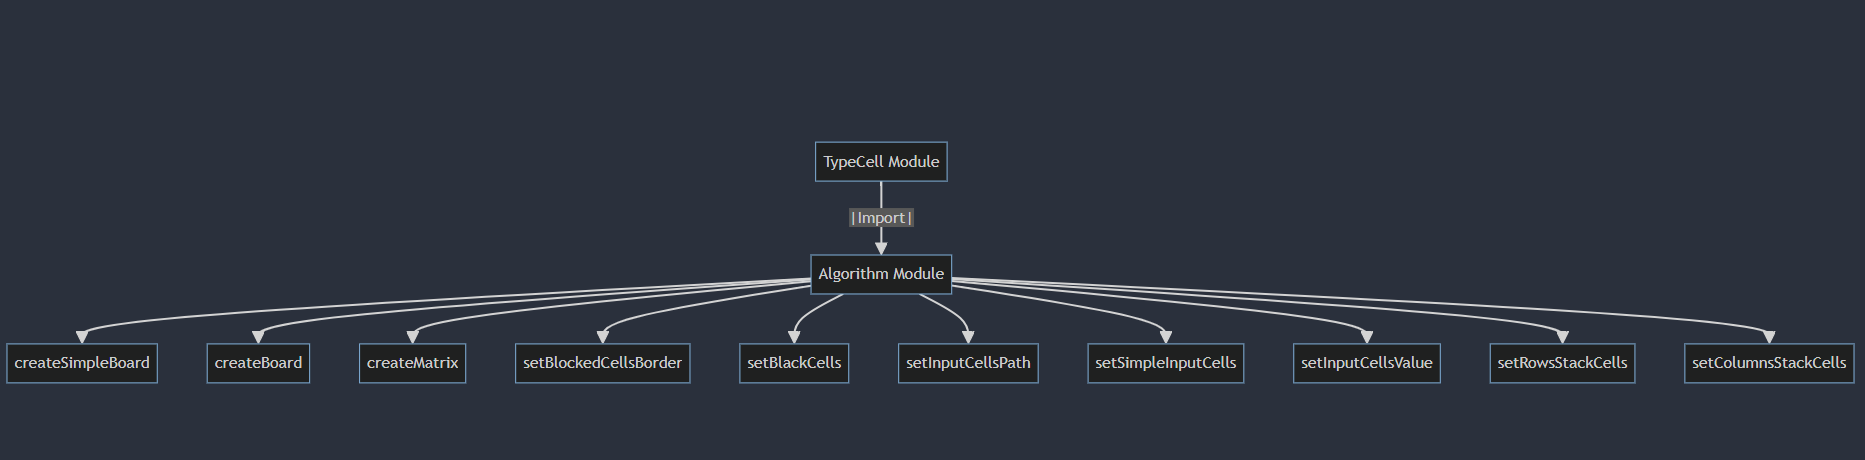 TypeCell Module
|Import|
Algorithm Module
createSimpleBoard
createBoard
createMatrix
setBlockedCellsBorder
setBlackCells
setInputCellsPath
setSimpleInputCells
setInputCellsValue
setRowsStackCells
setColumnsStackCells